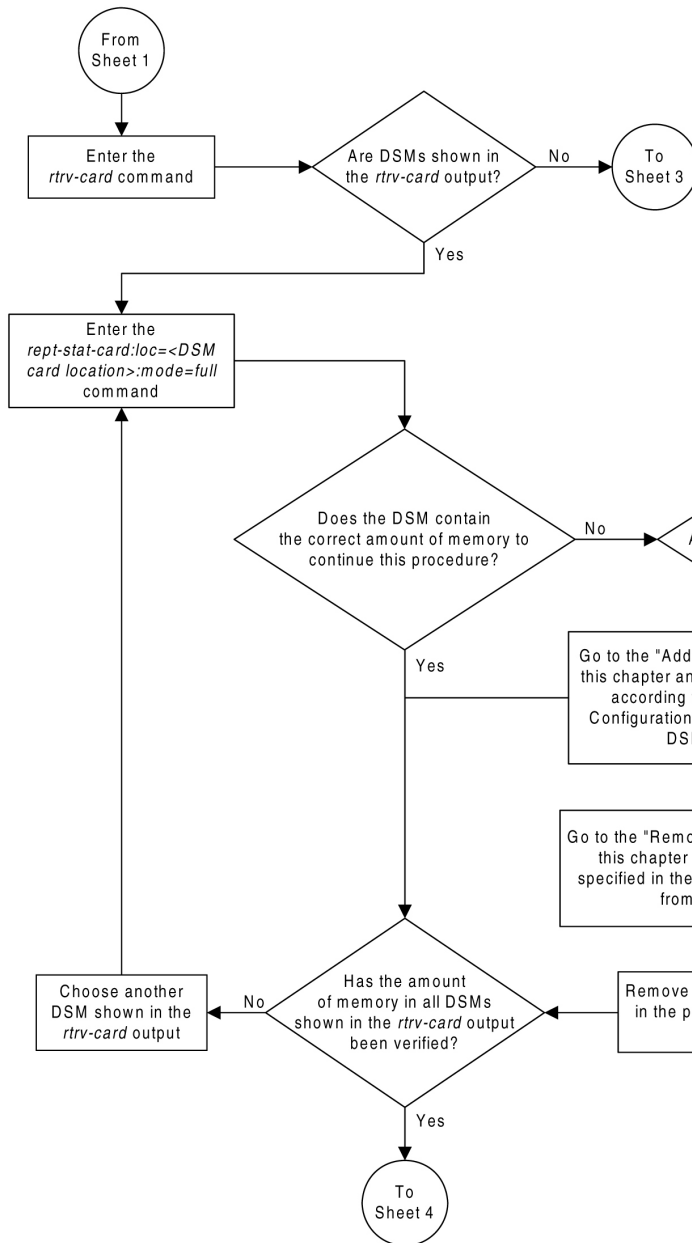 From
Sheet 1
Enter the
rtrv-card command
Are DSMs shown in
the rtrv-card output?
No
To
Sheet 3
Yes
Enter the
rept-stat-card:loc=<DSM
card location>:mode=full
command
Does the DSM contain
the correct amount of memory to
continue this procedure?
No
A
Yes
Go to the "Add
this chapter an
according
Configuration
DSM
Go to the "Remo
this chapter
specified in the
from
Choose another
DSM shown in the
rtrv-card output
No
Has the amount
of memory in all DSMs
shown in the rtrv-card output
been verified?
Remove
in the p
Yes
To
Sheet 4